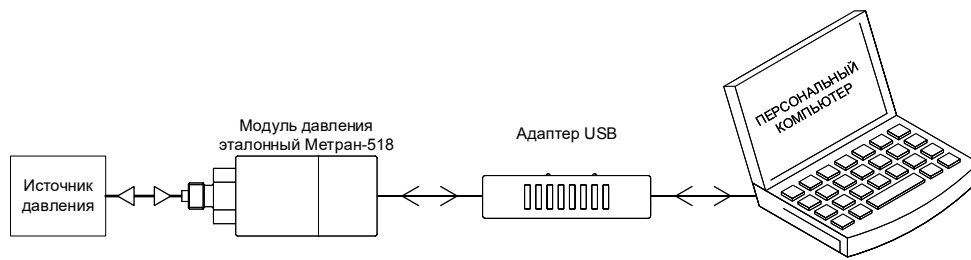 Источник
давления
Модуль давления
эталонный Метран-518
Адаптер USB
ПЕРСОНАЛЬНЫЙ
КОМПЬЮТЕР